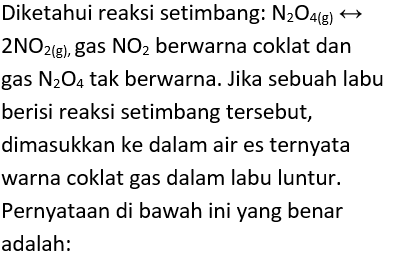 Diketahui reaksi setimbang: N₂O₄₍g₎ ↔
2NO₂₍g₎, gas NO₂ berwarna coklat dan
gas N₂O₄ tak berwarna. Jika sebuah labu
berisi reaksi setimbang tersebut,
dimasukkan ke dalam air es ternyata
warna coklat gas dalam labu luntur.
Pernyataan di bawah ini yang benar
adalah: